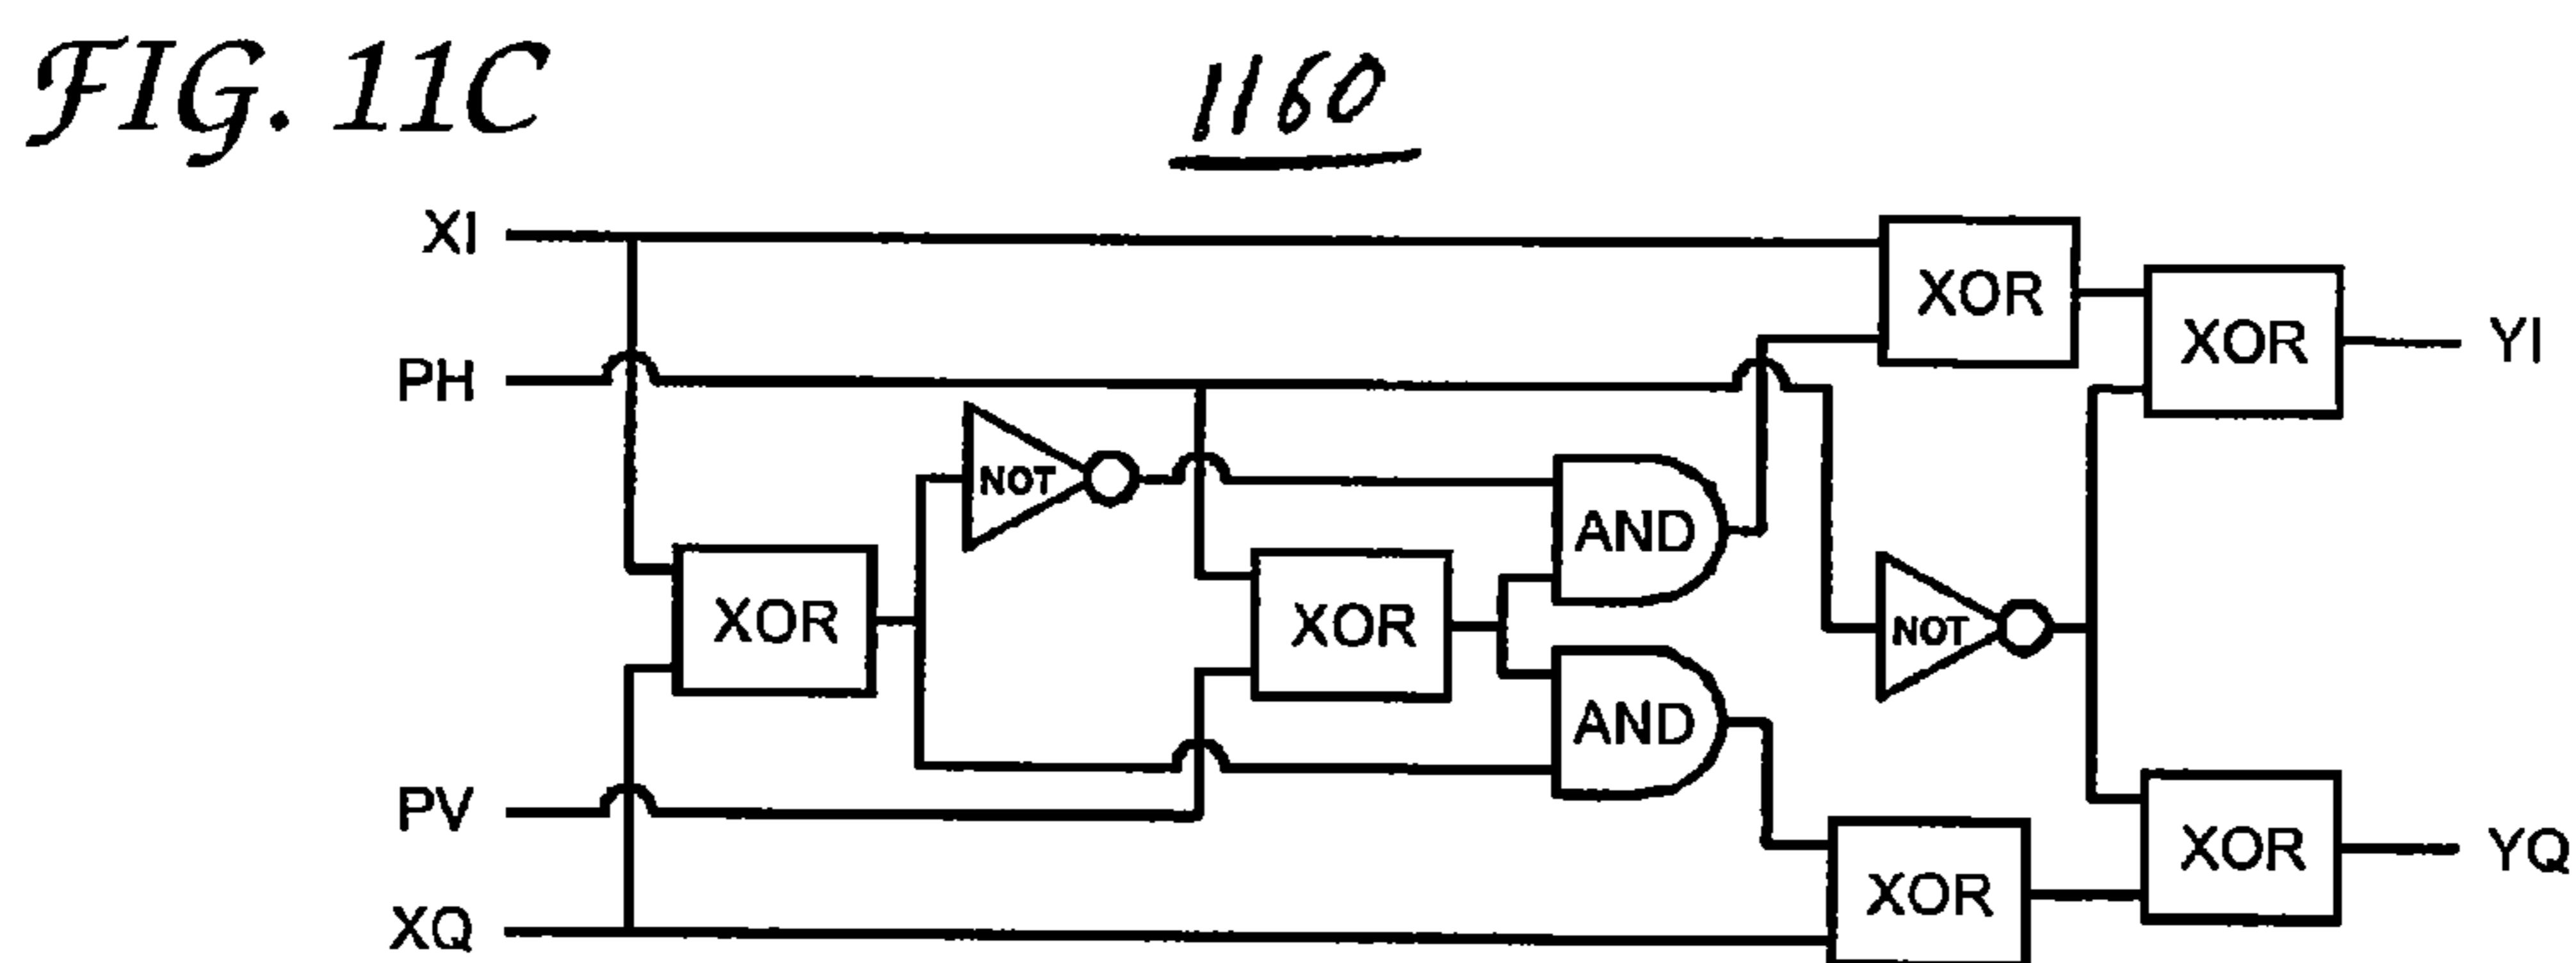 FIG. 11C
1160
XI
XOR
XOR
YI
PH
NOT
AND
XOR
XOR
NOT
AND
PV
XOR
XOR
YQ
XQ